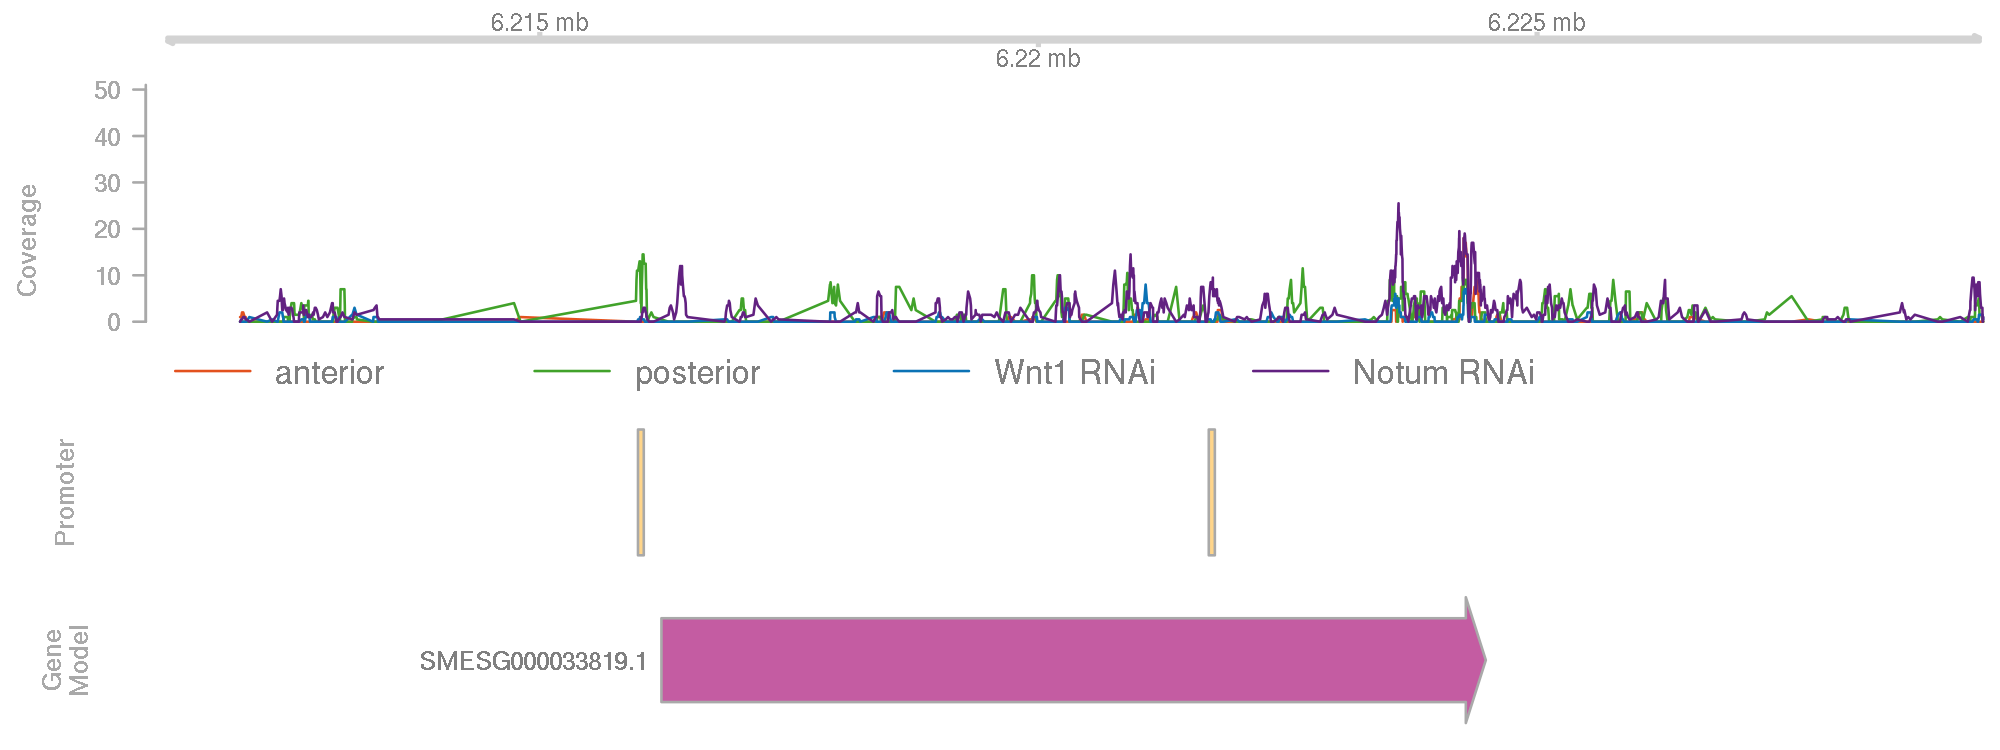 6.215 mb
6.225 mb
6.22 mb
50
40
30
20
10
0
Coverage
anterior
posterior
Wnt1 RNAi
Notum RNAi
Promoter
Gene
Model
SMESG000033819.1